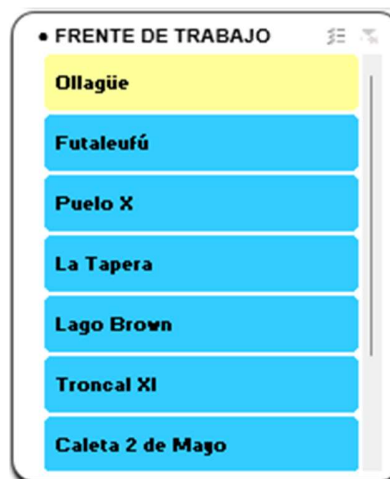 • FRENTE DE TRABAJO
Ollagüe
Futaleufú
Puelo X
La Tapera
Lago Brown
Troncal XI
Caleta 2 de Mayo